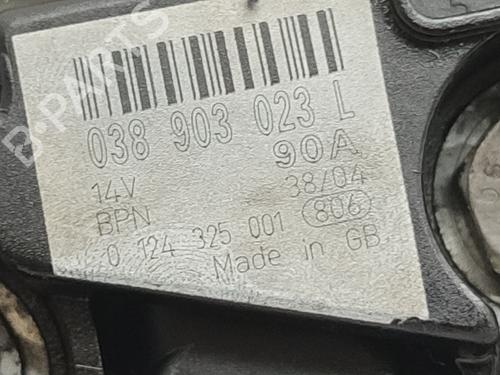 B-PARTS
038 903 023 L
90A
14V 38/04
BPN 806
0 124 325 001
Made in GB